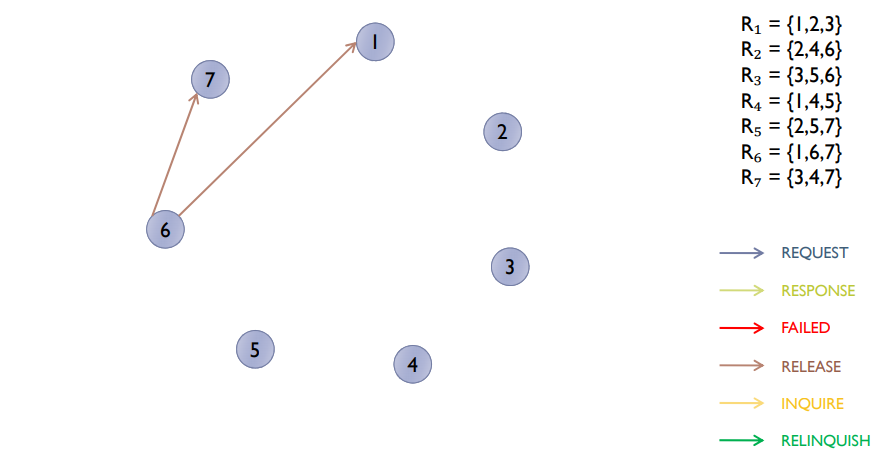 1
7
2
6
3
5
4
R₁ = {1,2,3}
R₂ = {2,4,6}
R₃ = {3,5,6}
R₄ = {1,4,5}
R₅ = {2,5,7}
R₆ = {1,6,7}
R₇ = {3,4,7}
REQUEST
RESPONSE
FAILED
RELEASE
INQUIRE
RELINQUISH